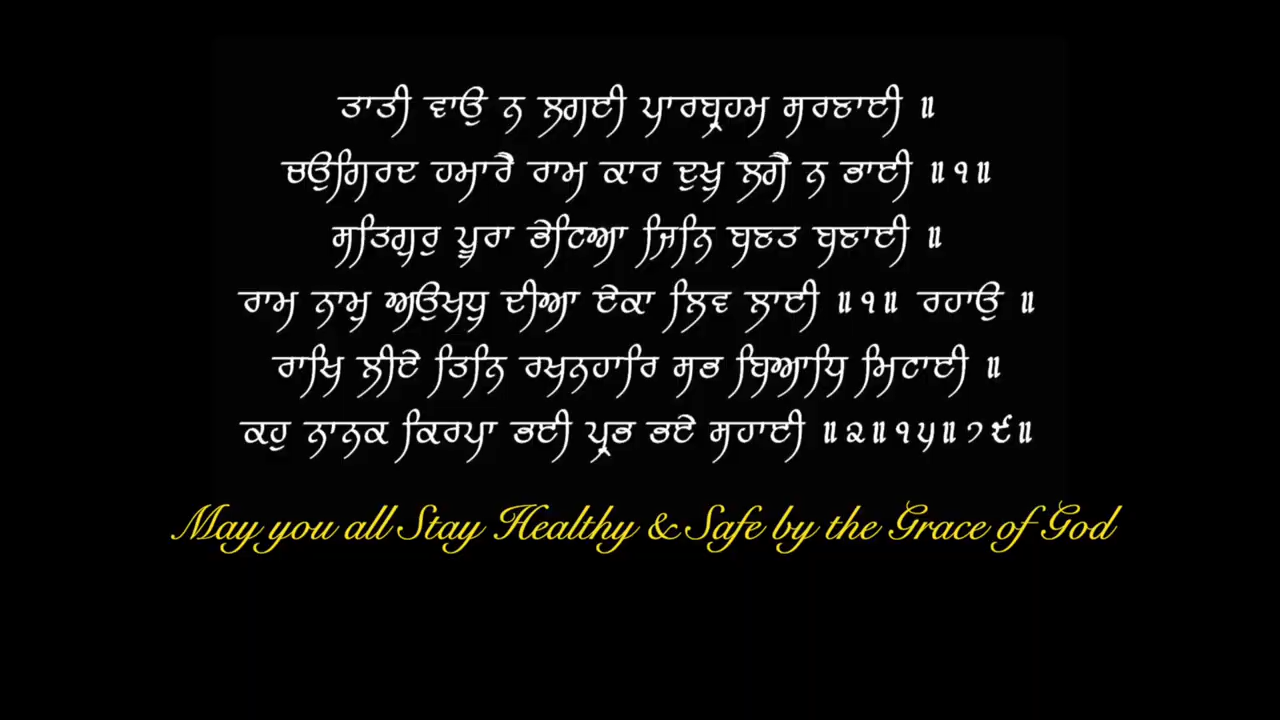 ਤਾਤੀ ਵਾਉ ਨ ਲਗਈ ਪਾਰਬ੍ਰਹਮ ਸਰਣਾਈ ॥
ਚਉਗਿਰਦ ਹਮਾਰੈ ਰਾਮ ਕਾਰ ਦੁਖੁ ਲਗੈ ਨ ਭਾਈ ॥੧॥
ਸਤਿਗੁਰੁ ਪੂਰਾ ਭੇਟਿਆ ਜਿਨਿ ਬਣਤ ਬਣਾਈ ॥
ਰਾਮ ਨਾਮੁ ਅਉਖਧੁ ਦੀਆ ਏਕਾ ਲਿਵ ਲਾਈ ॥੧॥ ਰਹਾਉ ॥
ਰਾਖਿ ਲੀਏ ਤਿਨਿ ਰਖਨਹਾਰਿ ਸਭ ਬਿਆਧਿ ਮਿਟਾਈ ॥
ਕਹੁ ਨਾਨਕ ਕਿਰਪਾ ਭਈ ਪ੍ਰਭ ਭਏ ਸਹਾਈ ॥੨॥੧੫॥੭੯॥
May you all Stay Healthy & Safe by the Grace of God